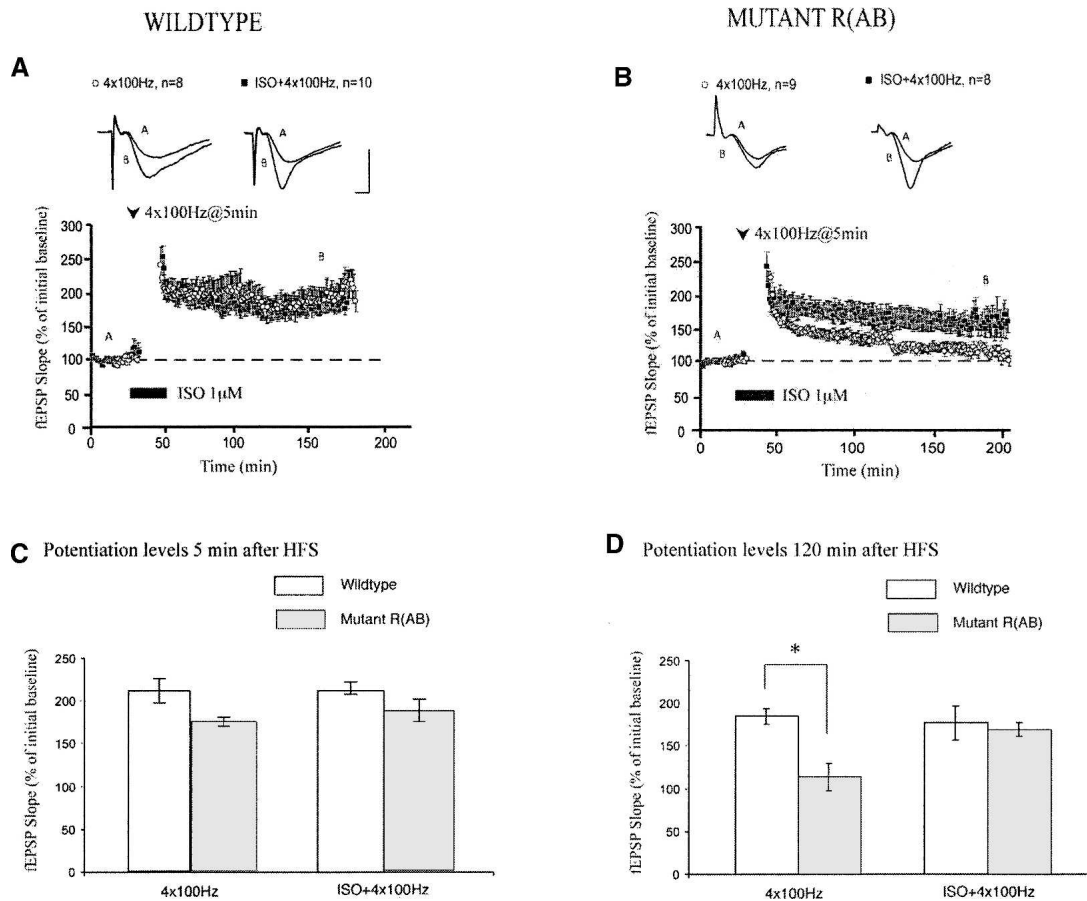 WILDTYPE
MUTANT R(AB)
A
4x100Hz, n=8
ISO+4x100Hz, n=10
A
B
A
B
4x100Hz@5min
fEPSP Slope (% of initial baseline)
300
250
200
150
100
50
0
A
B
ISO 1µM
0
50
100
150
200
Time (min)
B
4x100Hz, n=9
ISO+4x100Hz, n=8
A
B
A
B
4x100Hz@5min
fEPSP Slope (% of initial baseline)
300
250
200
150
100
50
0
A
B
ISO 1µM
0
50
100
150
200
Time (min)
C Potentiation levels 5 min after HFS
Wildtype
Mutant R(AB)
fEPSP Slope (% of initial baseline)
250
200
150
100
50
0
4x100Hz
ISO+4x100Hz
D Potentiation levels 120 min after HFS
Wildtype
Mutant R(AB)
fEPSP Slope (% of initial baseline)
250
200
150
100
50
0
*
4x100Hz
ISO+4x100Hz